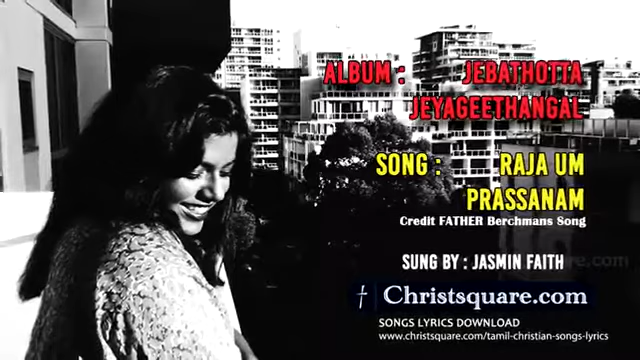 ALBUM : JEBATHOTTA
JEYAGEETHANGAL
SONG : RAJA UM
PRASSANAM
Credit FATHER Berchmans Song
SUNG BY : JASMIN FAITH
Christsquare.com
SONGS LYRICS DOWNLOAD
www.christsquare.com/tamil-christian-songs-lyrics